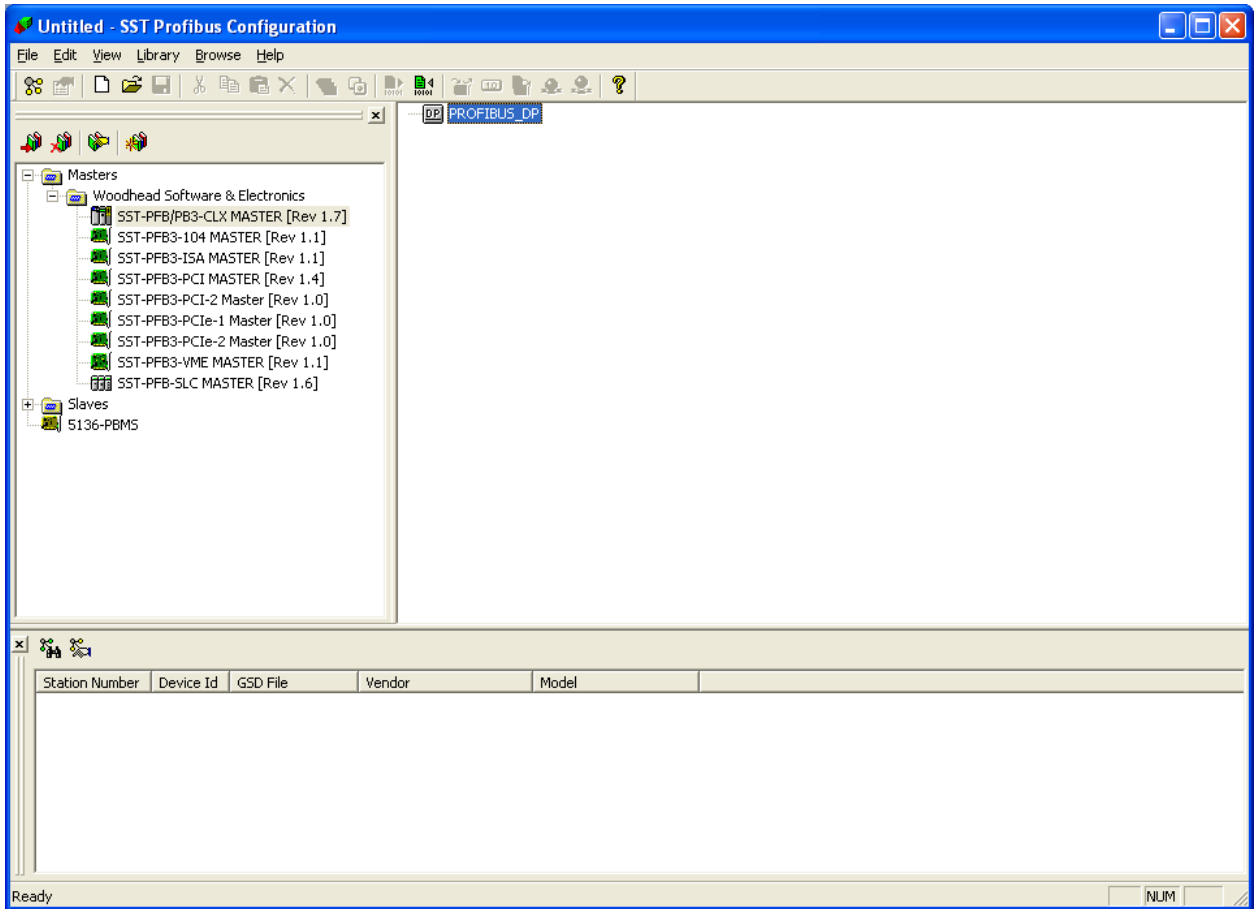 Untitled - SST Profibus Configuration
File Edit View Library Browse Help
DP PROFIBUS_DP
Masters
Woodhead Software & Electronics
SST-PFB/PB3-CLX MASTER [Rev 1.7]
SST-PFB3-104 MASTER [Rev 1.1]
SST-PFB3-ISA MASTER [Rev 1.1]
SST-PFB3-PCI MASTER [Rev 1.4]
SST-PFB3-PCI-2 Master [Rev 1.0]
SST-PFB3-PCIe-1 Master [Rev 1.0]
SST-PFB3-PCIe-2 Master [Rev 1.0]
SST-PFB3-VME MASTER [Rev 1.1]
SST-PFB-SLC MASTER [Rev 1.6]
Slaves
5136-PBMS
Station Number Device Id GSD File Vendor Model
Ready NUM